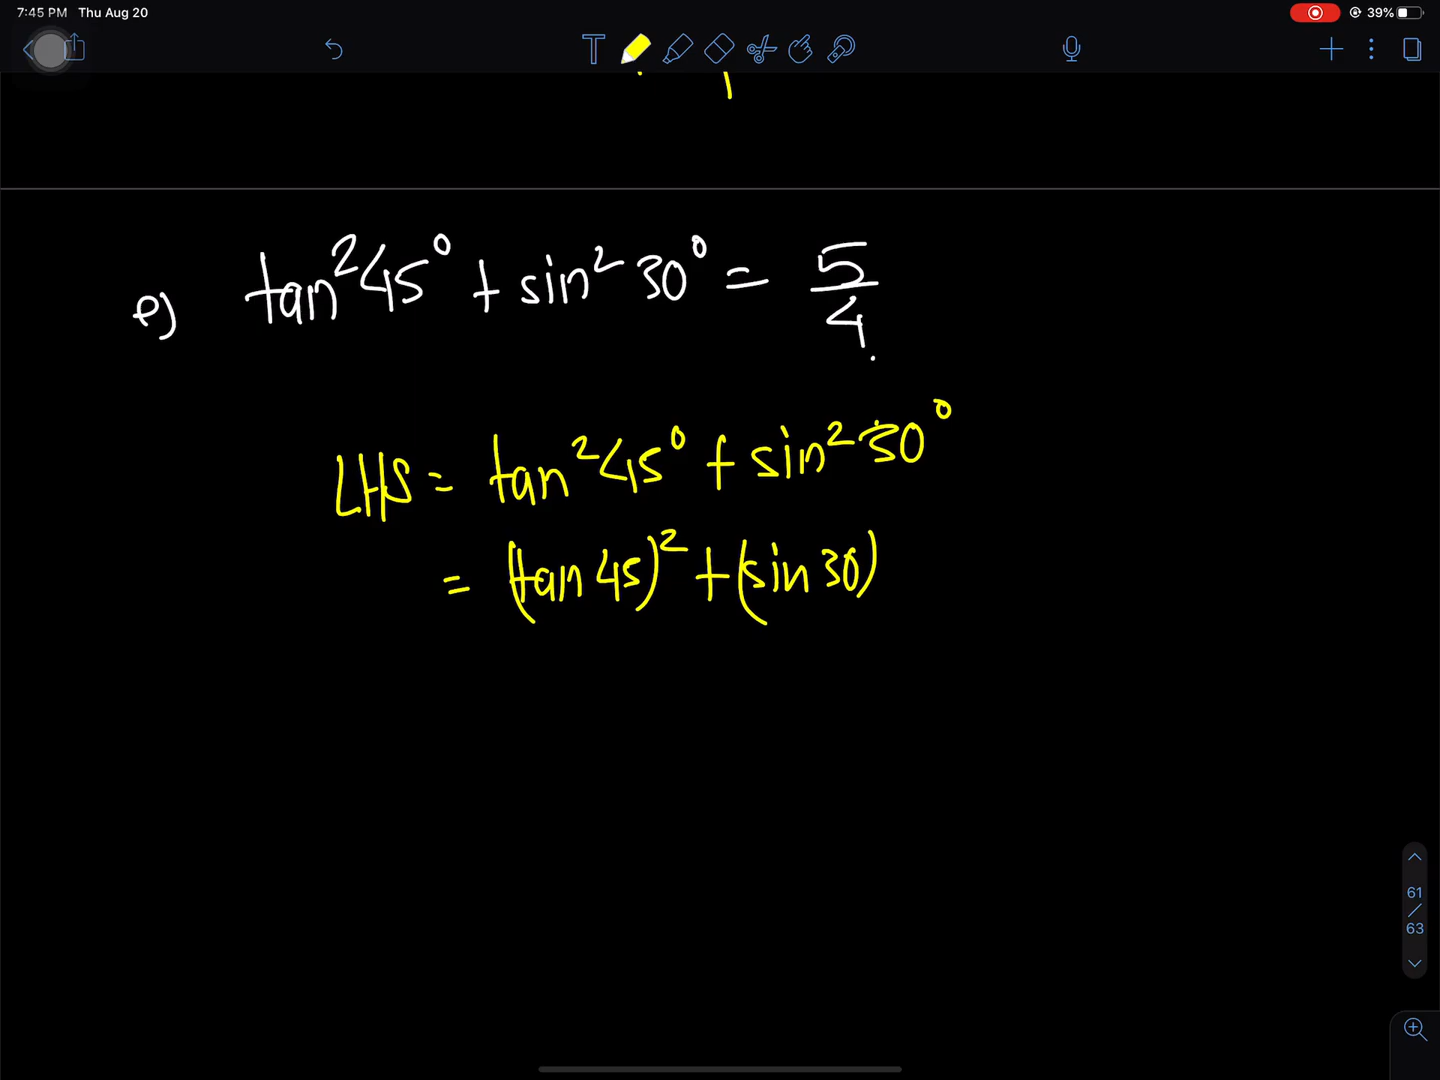 7:45 PM Thu Aug 20
39%
T
e) tan²45° + sin²30° = 5/4.
LHS = tan²45° + sin²30°
= (tan 45)² + (sin 30)
61
/
63